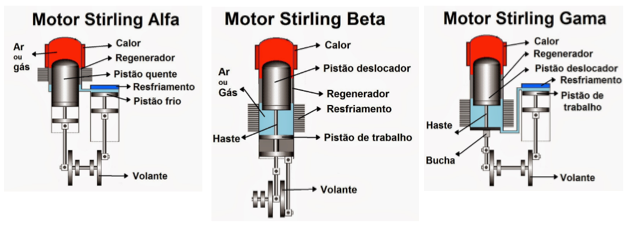 Motor Stirling Alfa
Ar
ou
gás
Calor
Regenerador
Pistão quente
Resfriamento
Pistão frio
Volante
Motor Stirling Beta
Calor
Pistão deslocador
Ar
ou
Gás
Regenerador
Resfriamento
Haste
Pistão de trabalho
Volante
Motor Stirling Gama
Calor
Regenerador
Pistão deslocador
Resfriamento
Pistão de
trabalho
Haste
Bucha
Volante